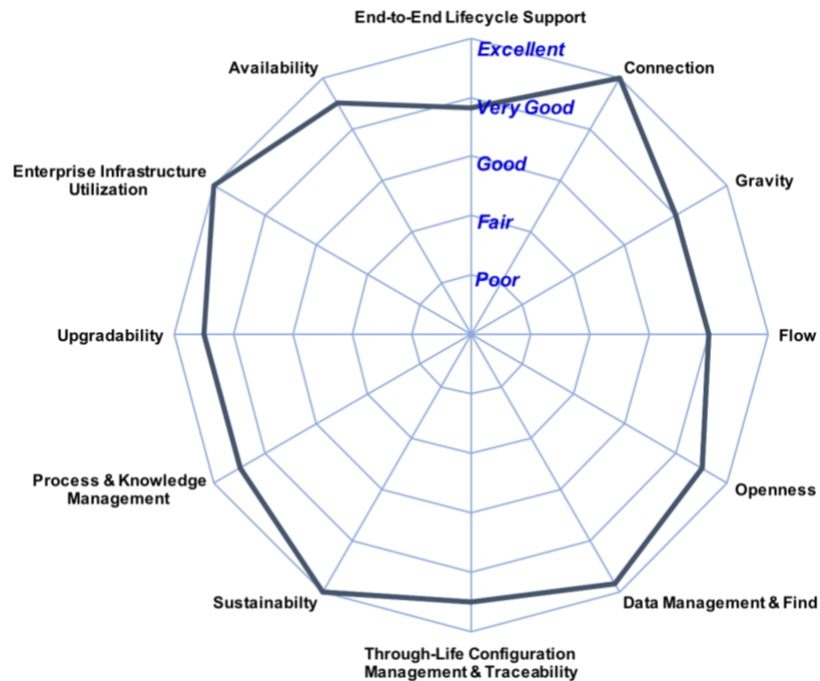 End-to-End Lifecycle Support
Excellent
Availability
Connection
Very Good
Good
Enterprise Infrastructure
Utilization
Gravity
Fair
Poor
Upgradability
Flow
Process & Knowledge
Management
Openness
Sustainabilty
Data Management & Find
Through-Life Configuration
Management & Traceability